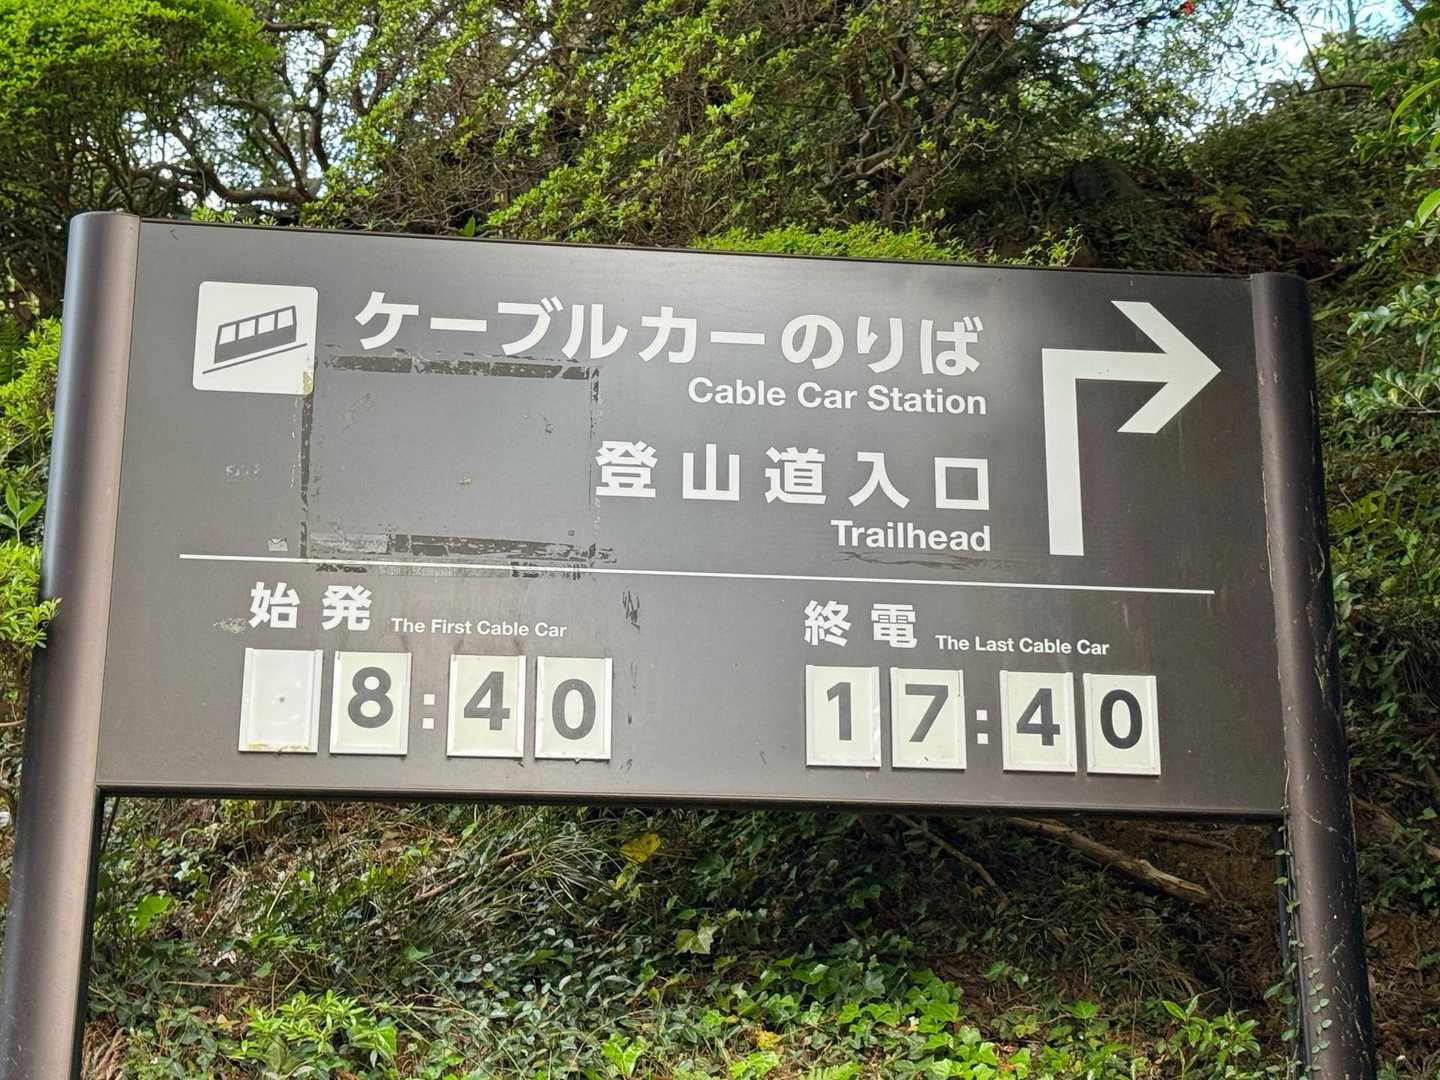 ケーブルカーのりば
Cable Car Station
登山道入口
Trailhead
始発 The First Cable Car
8:40
終電 The Last Cable Car
17:40